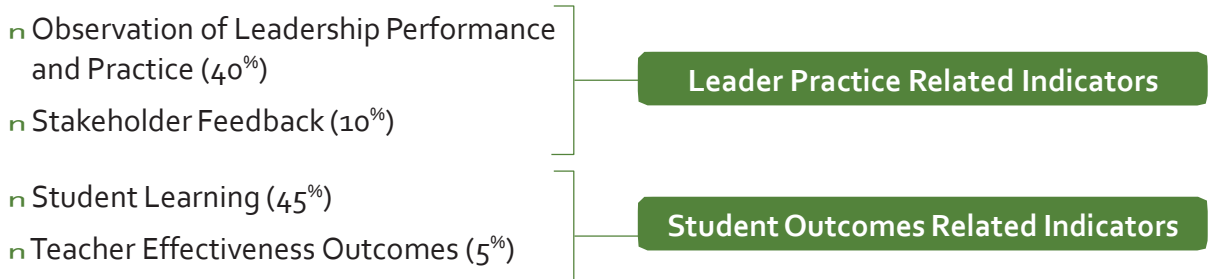 n Observation of Leadership Performance
and Practice (40%)
Leader Practice Related Indicators
n Stakeholder Feedback (10%)
n Student Learning (45%)
Student Outcomes Related Indicators
n Teacher Effectiveness Outcomes (5%)